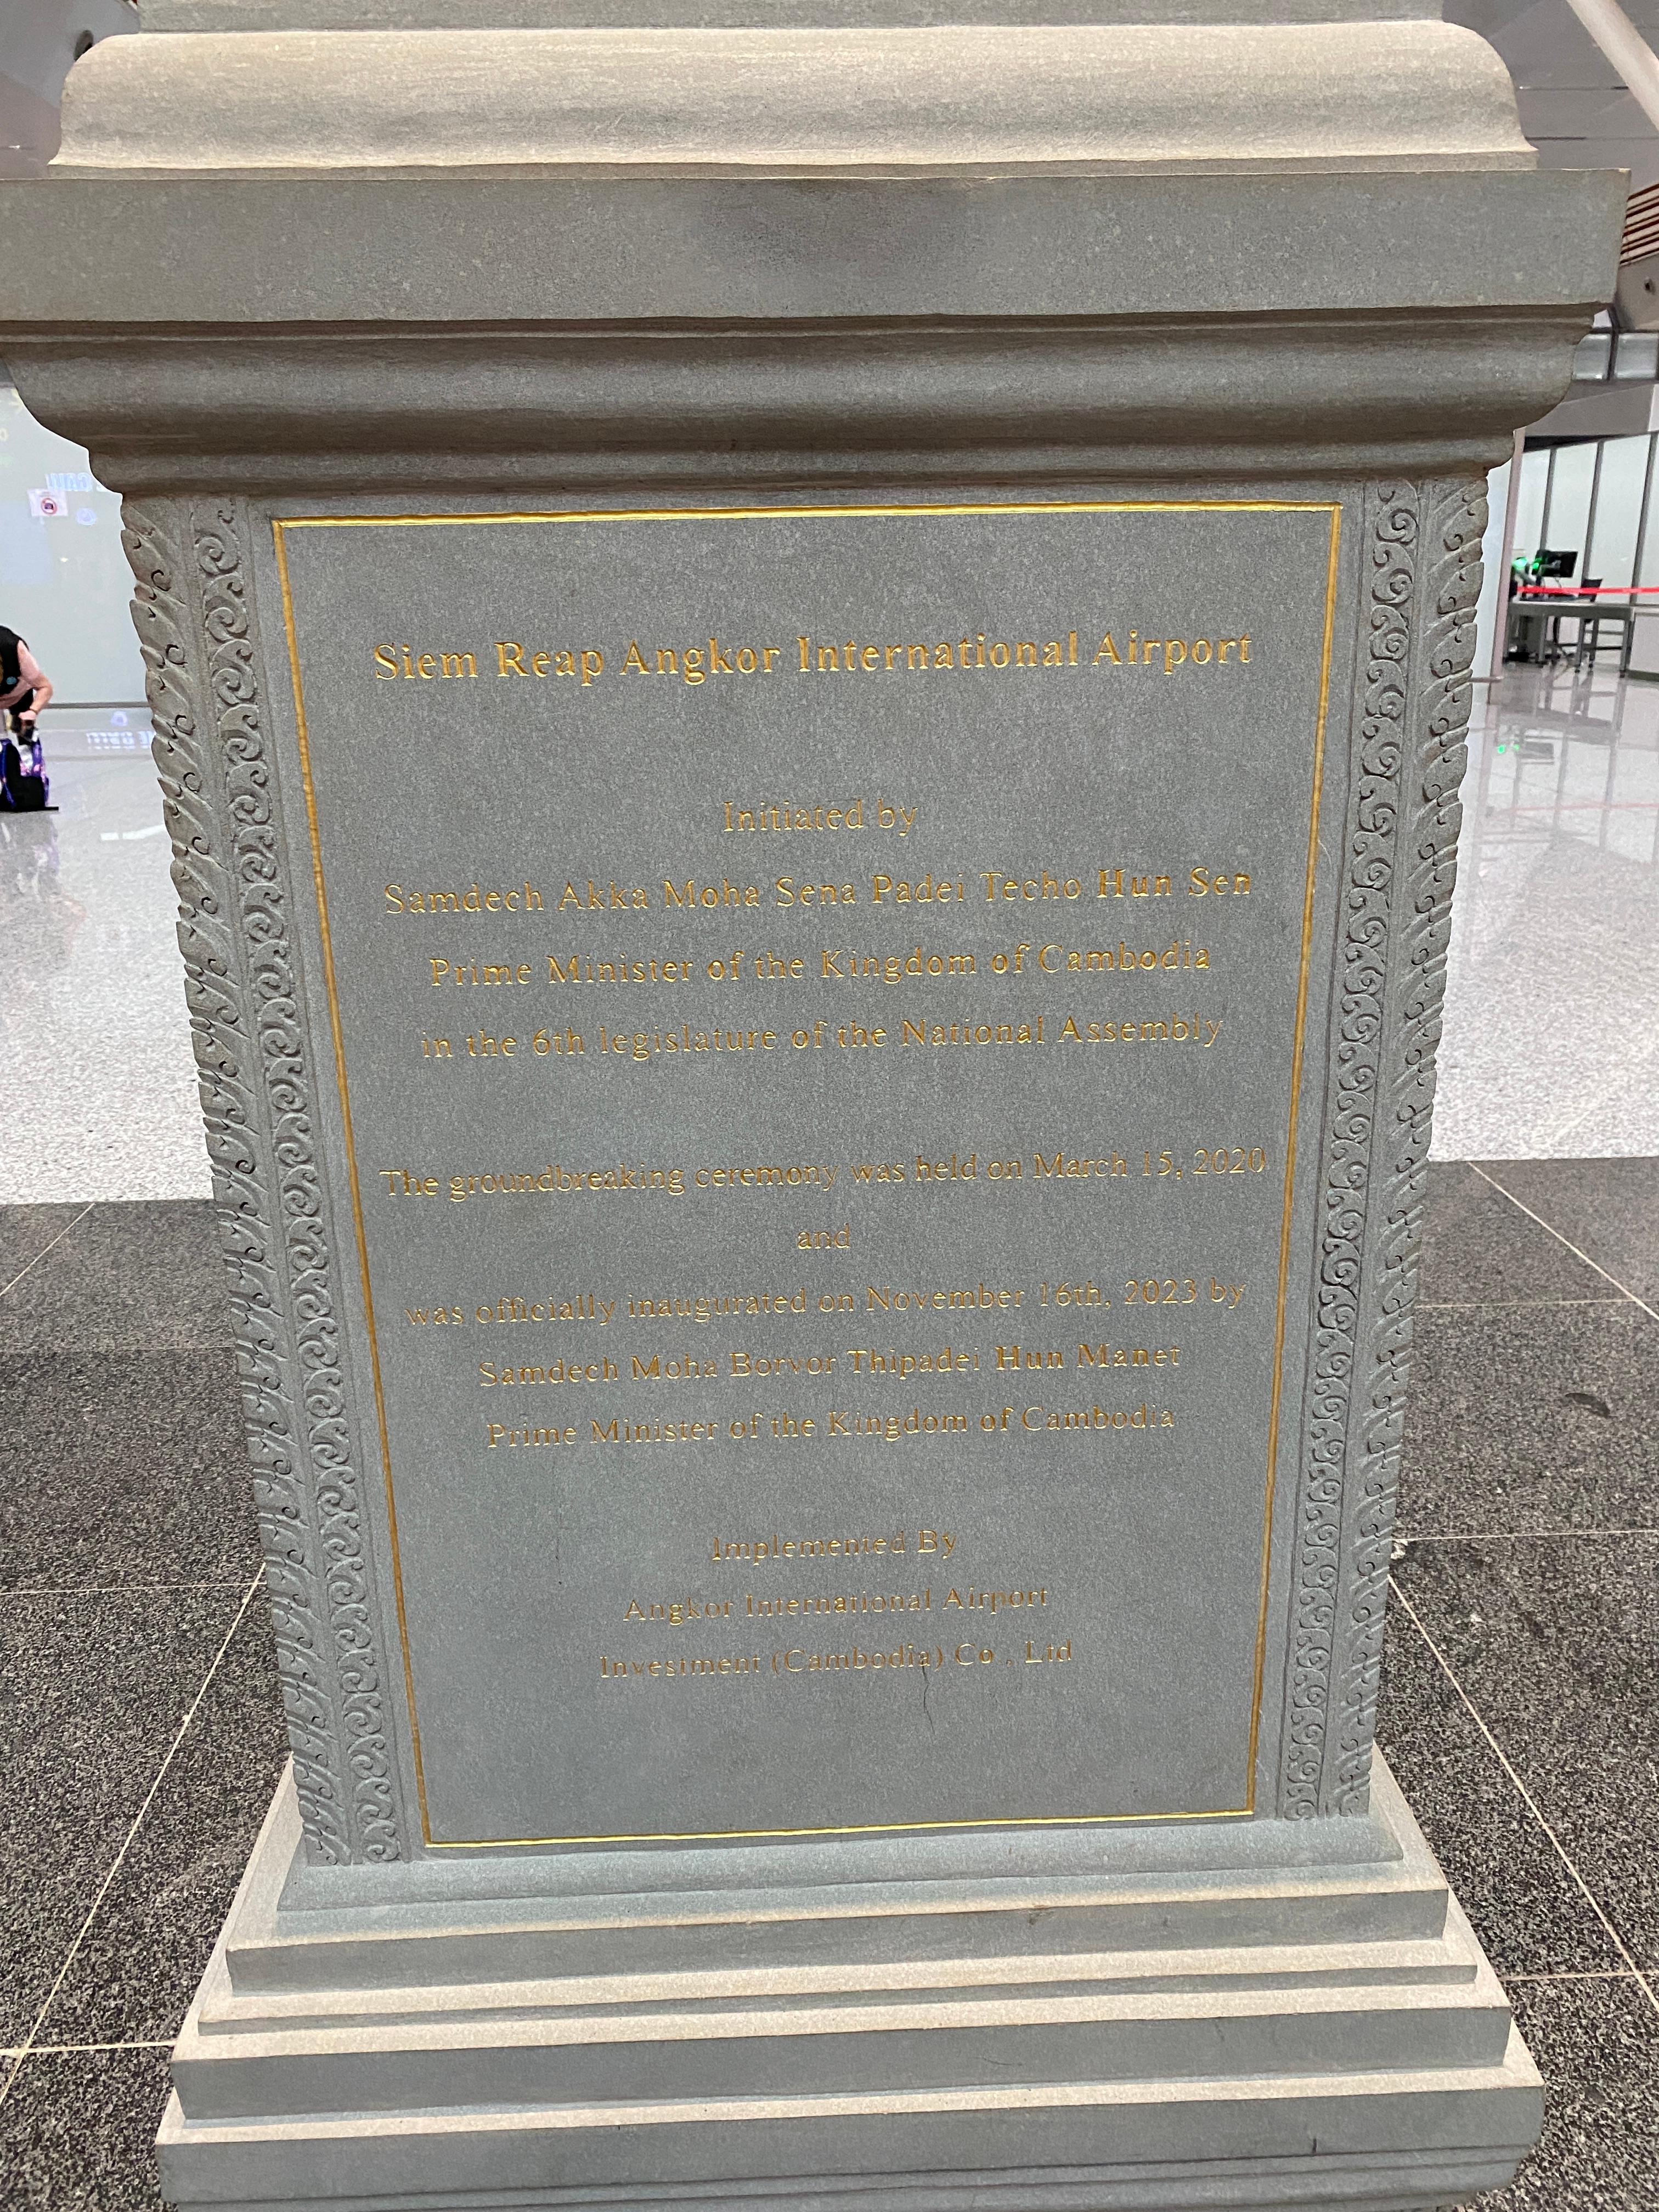 Siem Reap Angkor International Airport
Initiated by
Samdech Akka Moha Sena Padei Techo Hun Sen
Prime Minister of the Kingdom of Cambodia
in the 6th legislature of the National Assembly
The groundbreaking ceremony was held on March 15, 2020
and
was officially inaugurated on November 16th, 2023 by
Samdech Moha Borvor Thipadei Hun Manet
Prime Minister of the Kingdom of Cambodia
Implemented By
Angkor International Airport
Investment (Cambodia) Co., Ltd